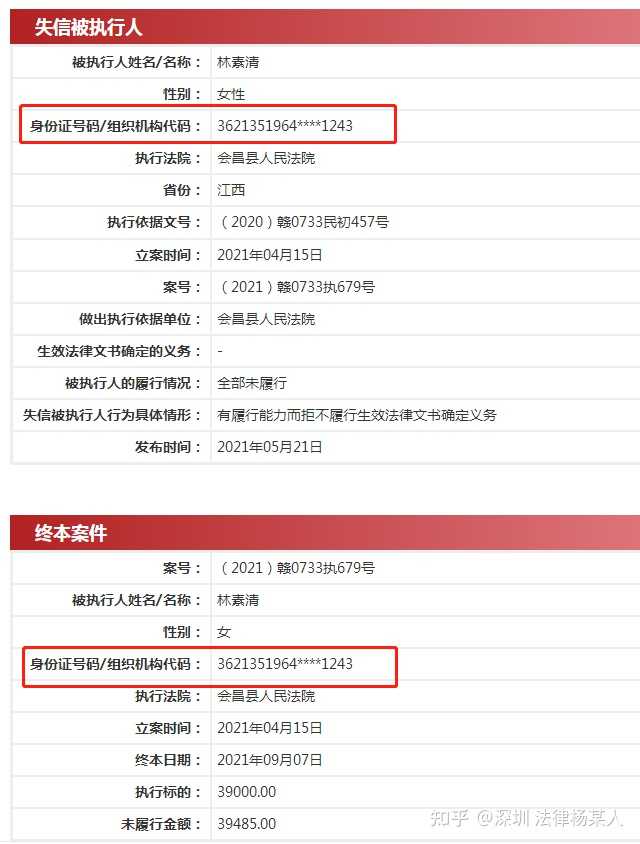 失信被执行人
被执行人姓名/名称： 林素清
性别： 女性
身份证号码/组织机构代码： 3621351964****1243
执行法院： 会昌县人民法院
省份： 江西
执行依据文号： （2020）赣0733民初457号
立案时间： 2021年04月15日
案号： （2021）赣0733执679号
做出执行依据单位： 会昌县人民法院
生效法律文书确定的义务： -
被执行人的履行情况： 全部未履行
失信被执行人行为具体情形： 有履行能力而拒不履行生效法律文书确定义务
发布时间： 2021年05月21日
终本案件
案号： （2021）赣0733执679号
被执行人姓名/名称： 林素清
性别： 女
身份证号码/组织机构代码： 3621351964****1243
执行法院： 会昌县人民法院
立案时间： 2021年04月15日
终本日期： 2021年09月07日
执行标的： 39000.00
未履行金额： 39485.00
知乎 @深圳 法律杨某人